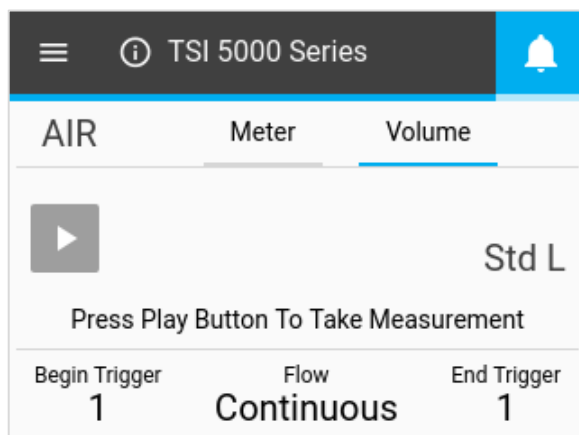 TSI 5000 Series
AIR Meter Volume
Std L
Press Play Button To Take Measurement
Begin Trigger Flow End Trigger
1 Continuous 1